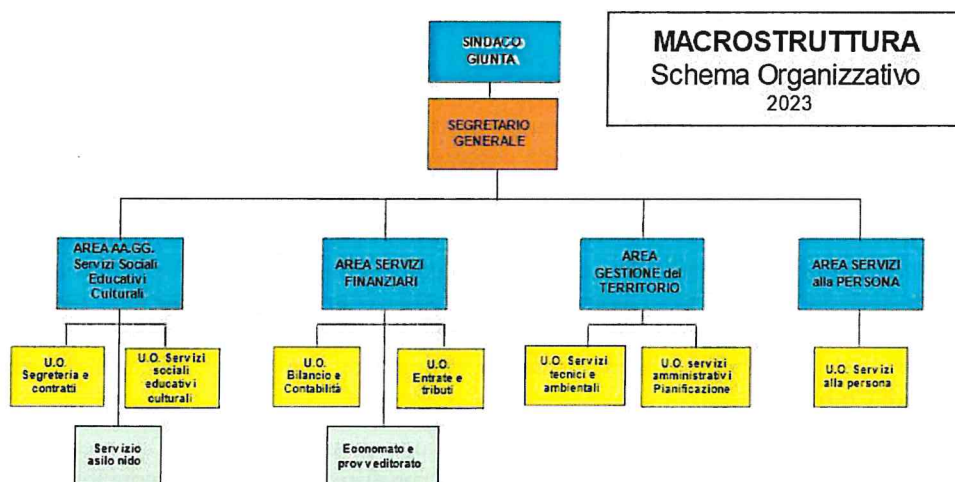 SINDACO
GIUNTA
MACROSTRUTTURA
Schema Organizzativo
2023
SEGRETARIO
GENERALE
AREA AA.GG.
Servizi Sociali
Educativi
Culturali
AREA SERVIZI
FINANZIARI
AREA
GESTIONE del
TERRITORIO
AREA SERVIZI
alla PERSONA
U.O.
Segreteria e
contratti
U.O. Servizi
sociali
educativi
culturali
U.O.
Bilancio e
Contabilità
U.O.
Entrate e
tributi
U.O. Servizi
tecnici e
ambientali
U.O. servizi
amministrativi
Pianificazione
U.O. Servizi
alla persona
Servizio
asilo nido
Economato e
provveditorato